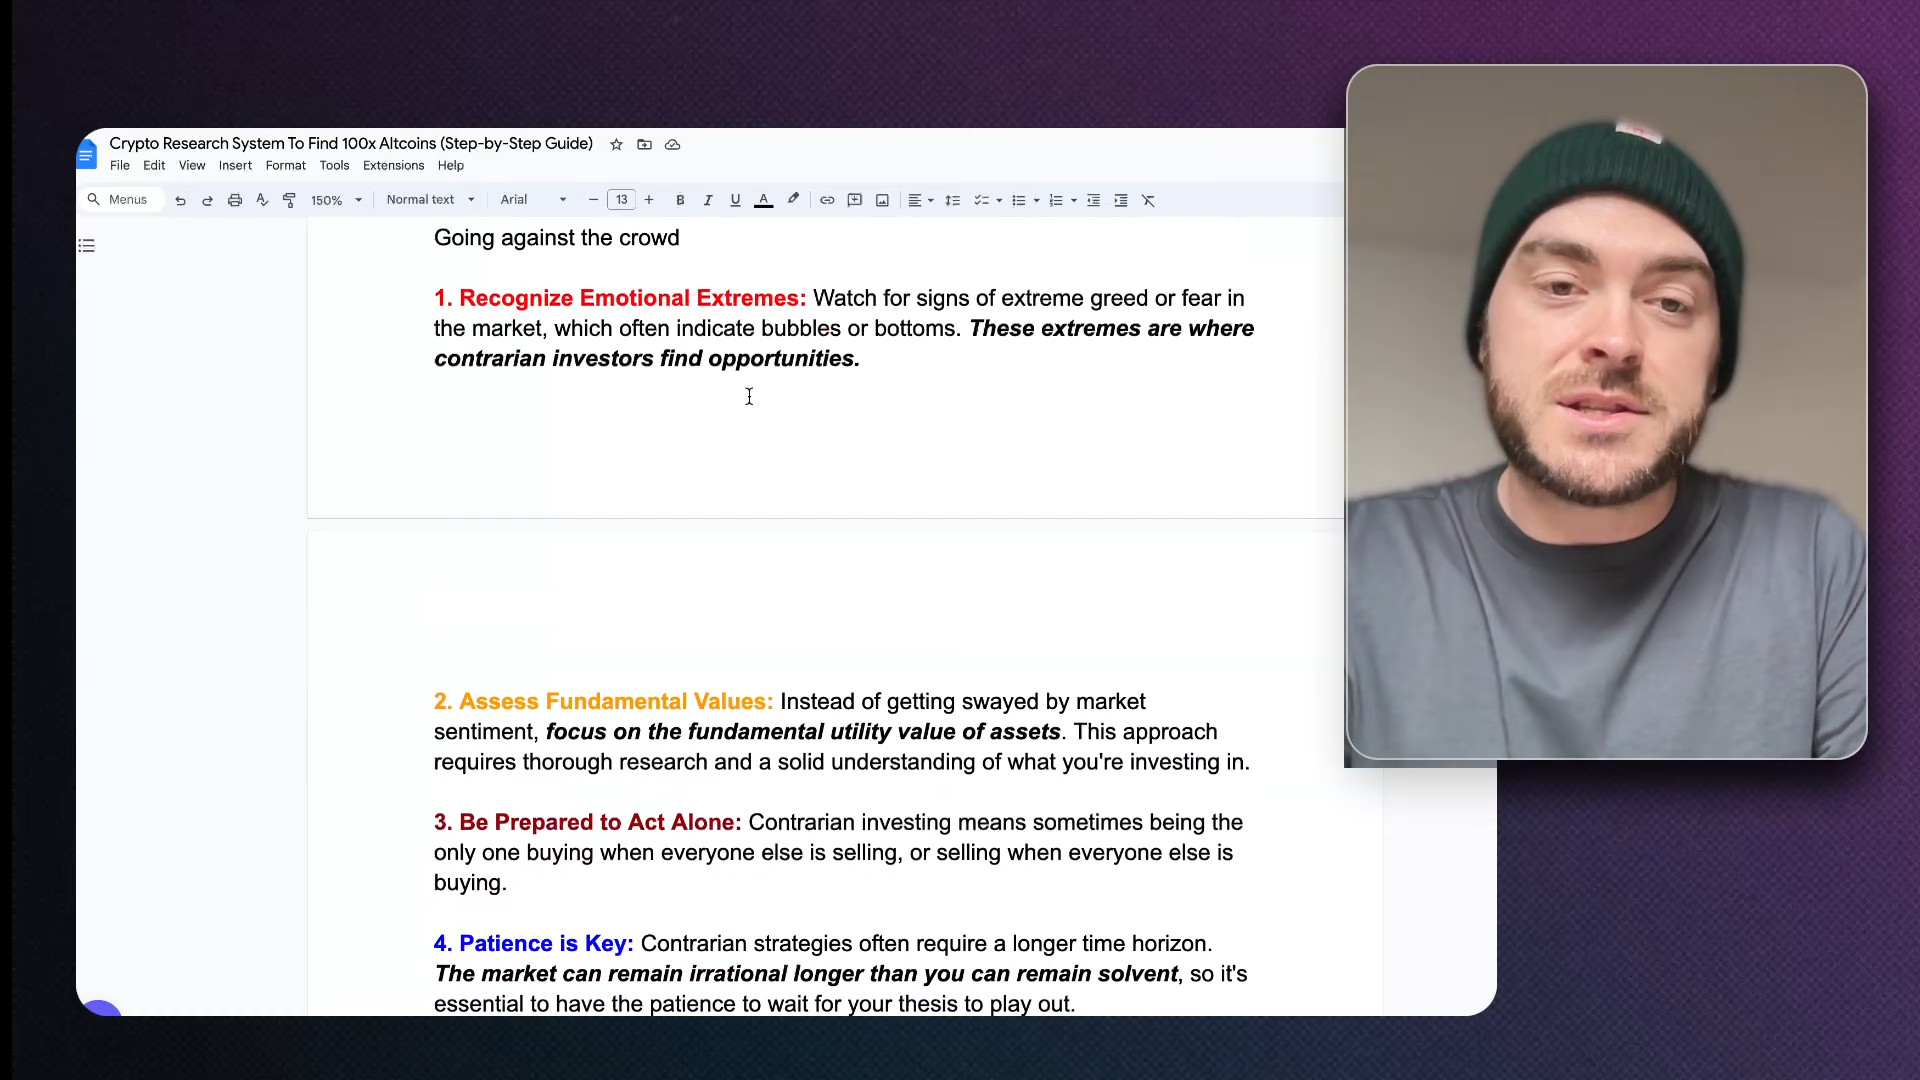 Crypto Research System To Find 100x Altcoins (Step-by-Step Guide)
File Edit View Insert Format Tools Extensions Help
Menus 150% Normal text Arial 13 B I U A
Going against the crowd
1. Recognize Emotional Extremes: Watch for signs of extreme greed or fear in
the market, which often indicate bubbles or bottoms. These extremes are where
contrarian investors find opportunities.
2. Assess Fundamental Values: Instead of getting swayed by market
sentiment, focus on the fundamental utility value of assets. This approach
requires thorough research and a solid understanding of what you're investing in.
3. Be Prepared to Act Alone: Contrarian investing means sometimes being the
only one buying when everyone else is selling, or selling when everyone else is
buying.
4. Patience is Key: Contrarian strategies often require a longer time horizon.
The market can remain irrational longer than you can remain solvent, so it's
essential to have the patience to wait for your thesis to play out.